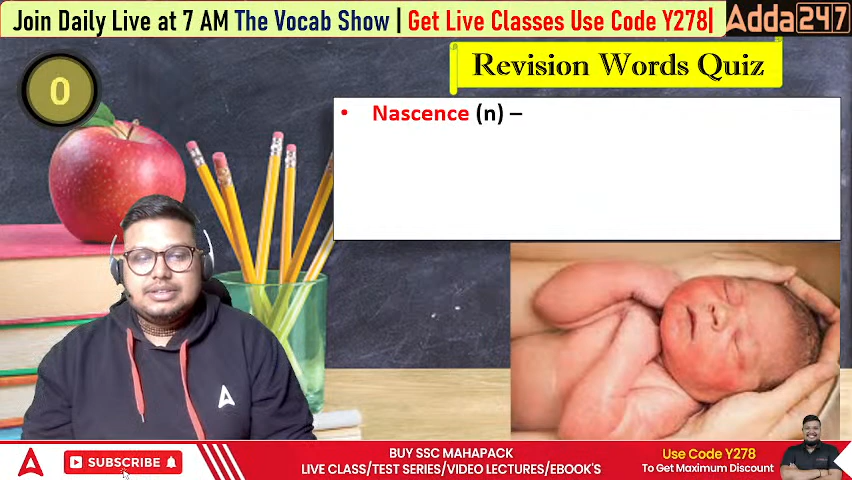 Join Daily Live at 7 AM The Vocab Show | Get Live Classes Use Code Y278|
Adda247
Revision Words Quiz
0
• Nascence (n) –
SUBSCRIBE
BUY SSC MAHAPACK
LIVE CLASS/TEST SERIES/VIDEO LECTURES/EBOOK'S
Use Code Y278
To Get Maximum Discount